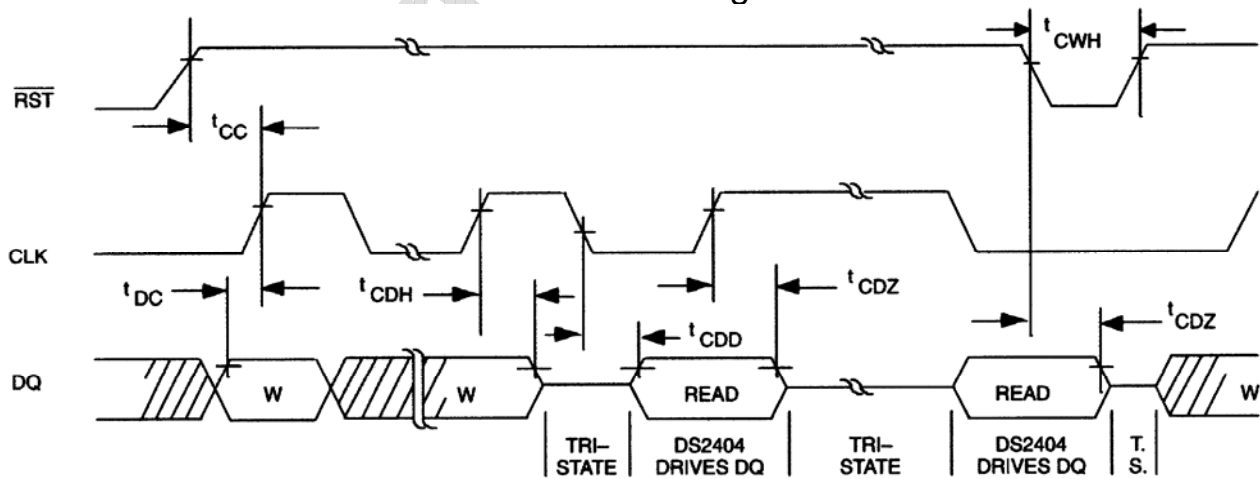 t CWH
RST
t CC
CLK
t DC
t CDH
t CDZ
t CDD
t CDZ
DQ
W
W
READ
READ
W
TRI–
STATE
DS2404
DRIVES DQ
TRI–
STATE
DS2404
DRIVES DQ
T.
S.